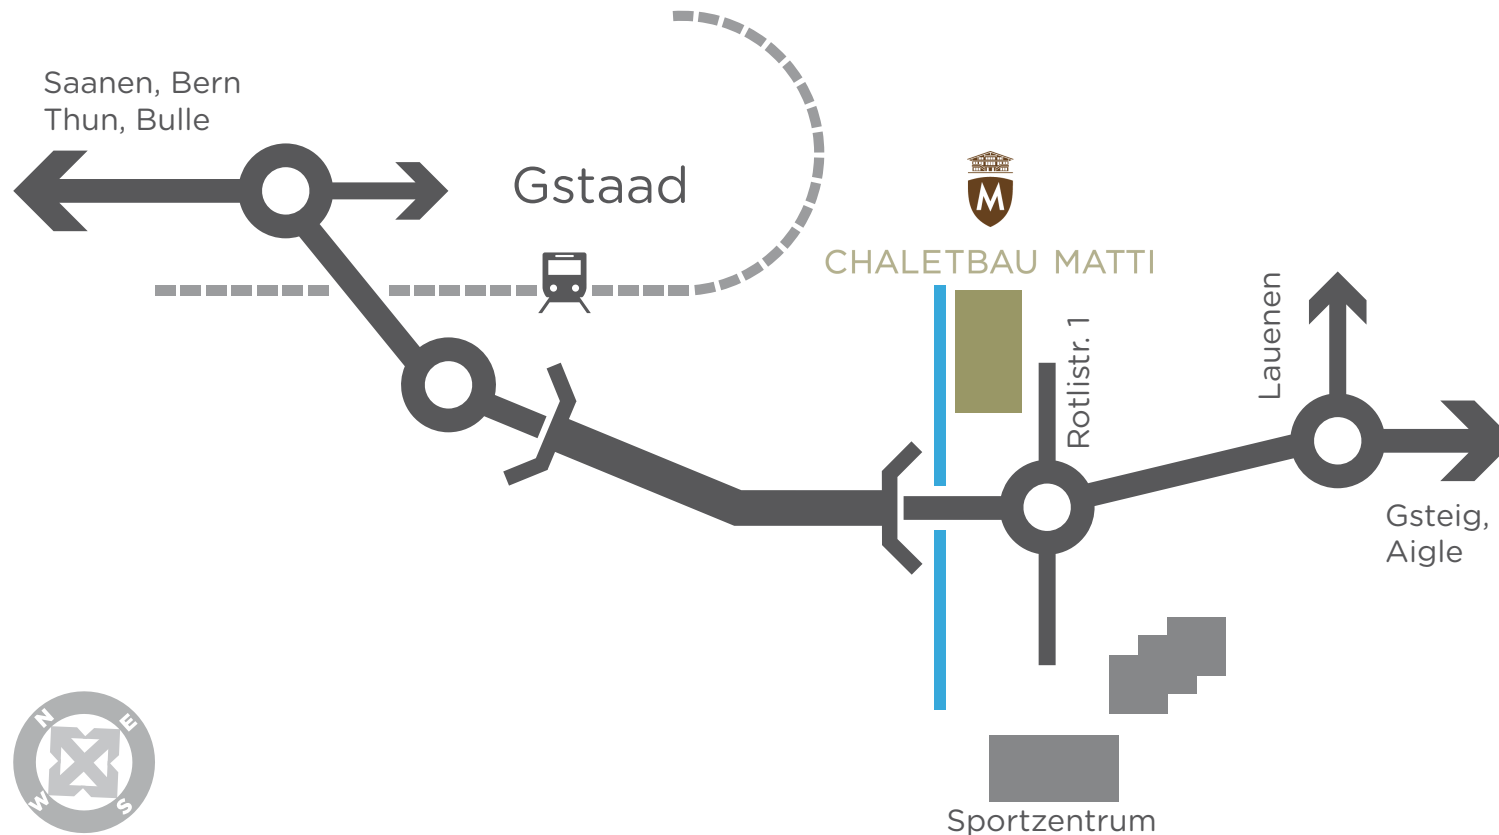 Saanen, Bern
Thun, Bulle
Gstaad
M
CHALETBAU MATTI
Rotlistr. 1
Lauenen
Gsteig,
Aigle
N
E
W
S
Sportzentrum